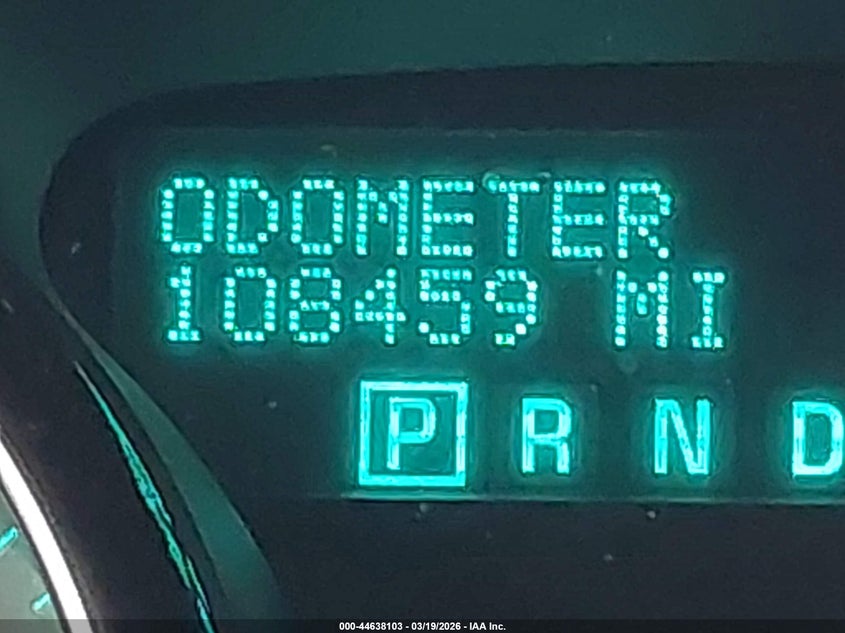 ODOMETER
108459 MI
P R N D
000-44638103 - 03/19/2026 - IAA Inc.